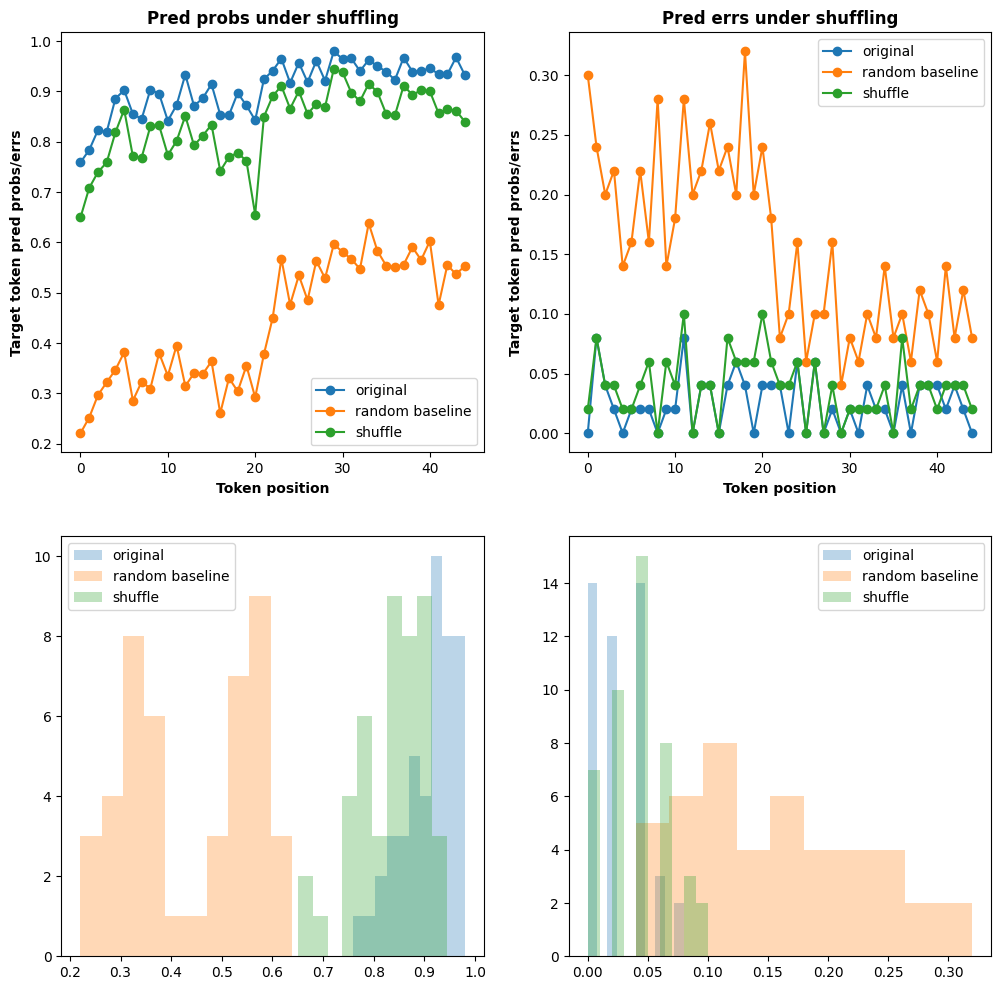 Pred probs under shuffling
Target token pred probs/errs
1.0
0.9
0.8
0.7
0.6
0.5
0.4
0.3
0.2
original
random baseline
shuffle
0 10 20 30 40
Token position
Pred errs under shuffling
Target token pred probs/errs
0.30
0.25
0.20
0.15
0.10
0.05
0.00
original
random baseline
shuffle
0 10 20 30 40
Token position
10
8
6
4
2
0
original
random baseline
shuffle
0.2 0.3 0.4 0.5 0.6 0.7 0.8 0.9 1.0
14
12
10
8
6
4
2
0
original
random baseline
shuffle
0.00 0.05 0.10 0.15 0.20 0.25 0.30